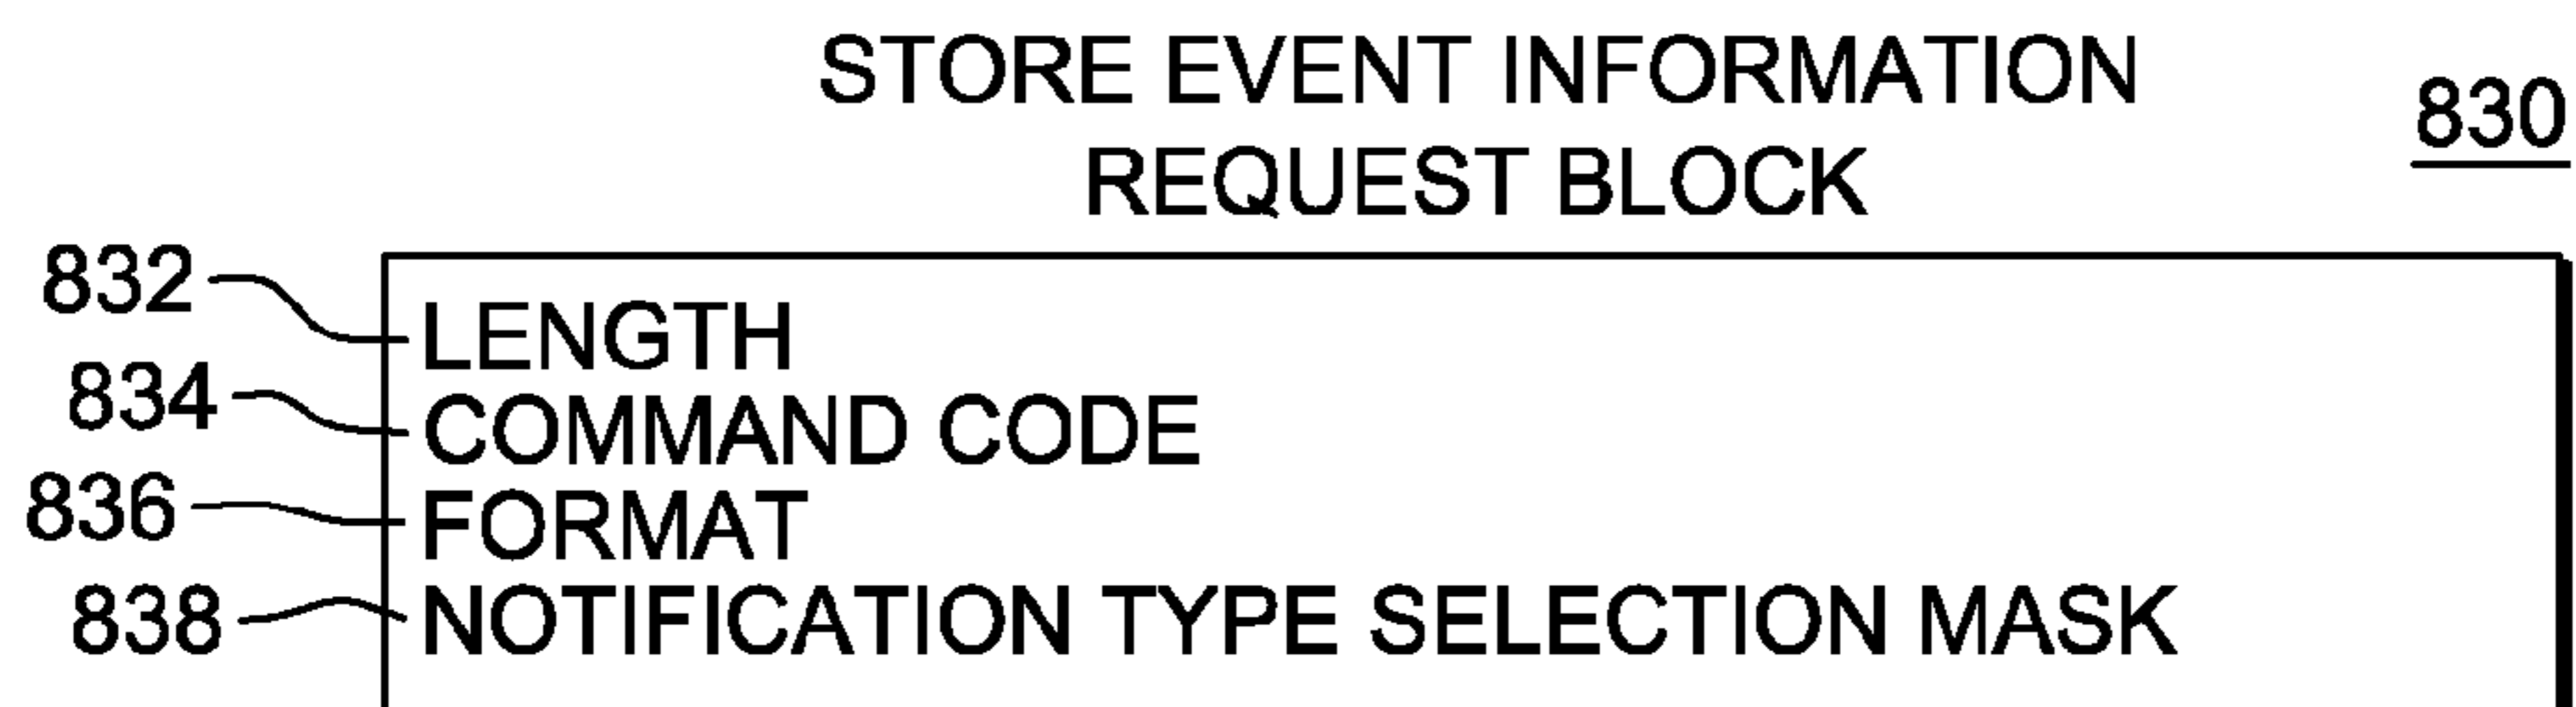 STORE EVENT INFORMATION
REQUEST BLOCK
830
832 LENGTH
834 COMMAND CODE
836 FORMAT
838 NOTIFICATION TYPE SELECTION MASK